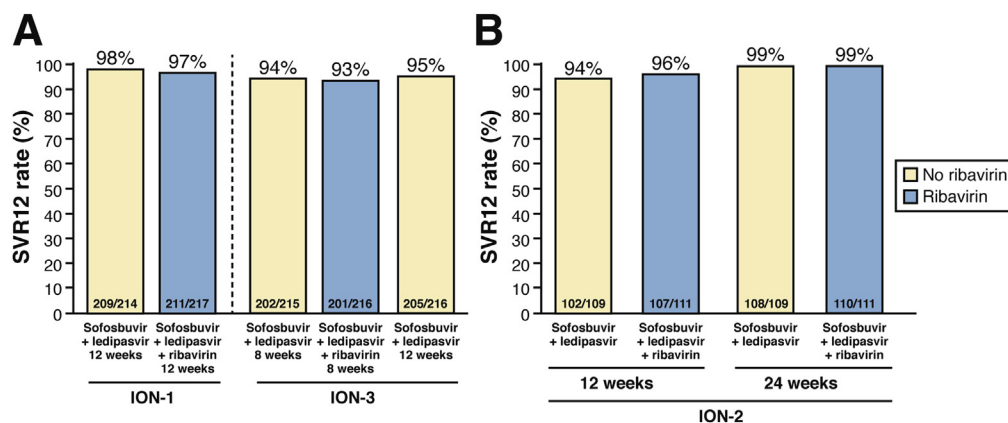 A
SVR12 rate (%)
100
90
80
70
60
50
40
30
20
10
0
98%
97%
94%
93%
95%
209/214
211/217
202/215
201/216
205/216
Sofosbuvir
+ ledipasvir
12 weeks
Sofosbuvir
+ ledipasvir
+ ribavirin
12 weeks
Sofosbuvir
+ ledipasvir
8 weeks
Sofosbuvir
+ ledipasvir
+ ribavirin
8 weeks
Sofosbuvir
+ ledipasvir
12 weeks
ION-1
ION-3
B
SVR12 rate (%)
100
90
80
70
60
50
40
30
20
10
0
94%
96%
99%
99%
102/109
107/111
108/109
110/111
Sofosbuvir
+ ledipasvir
Sofosbuvir
+ ledipasvir
+ ribavirin
Sofosbuvir
+ ledipasvir
Sofosbuvir
+ ledipasvir
+ ribavirin
12 weeks
24 weeks
ION-2
No ribavirin
Ribavirin